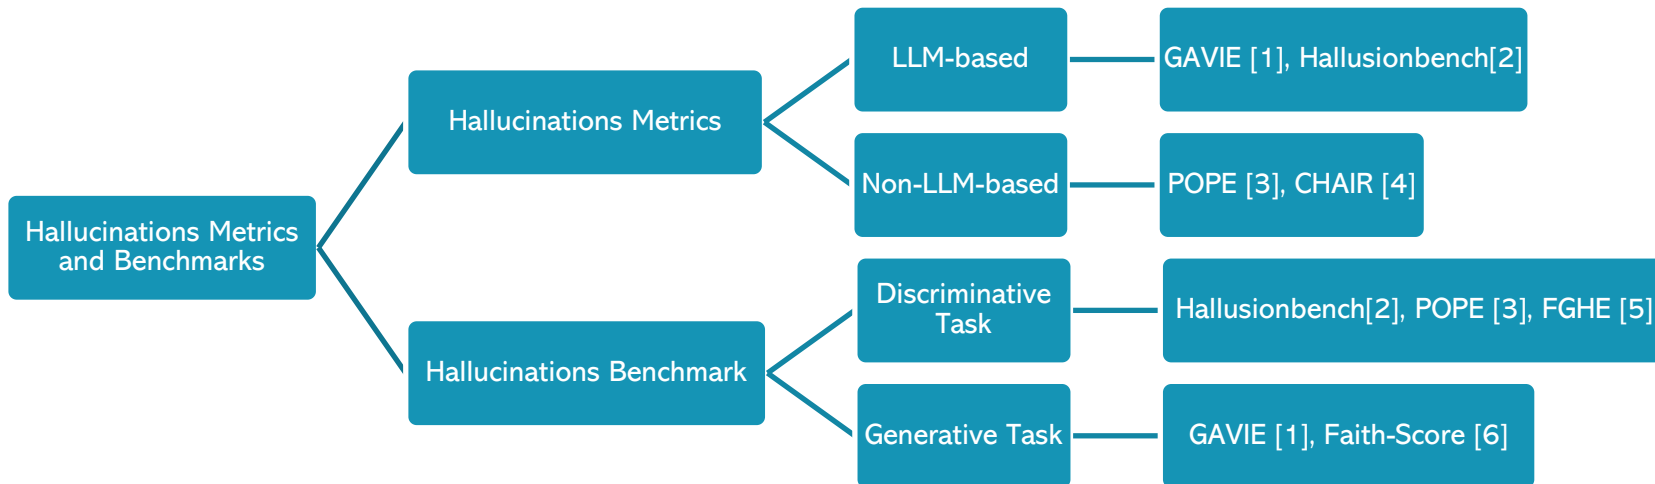 Hallucinations Metrics
and Benchmarks
Hallucinations Metrics
LLM-based
GAVIE [1], Hallusionbench[2]
Non-LLM-based
POPE [3], CHAIR [4]
Hallucinations Benchmark
Discriminative
Task
Hallusionbench[2], POPE [3], FGHE [5]
Generative Task
GAVIE [1], Faith-Score [6]